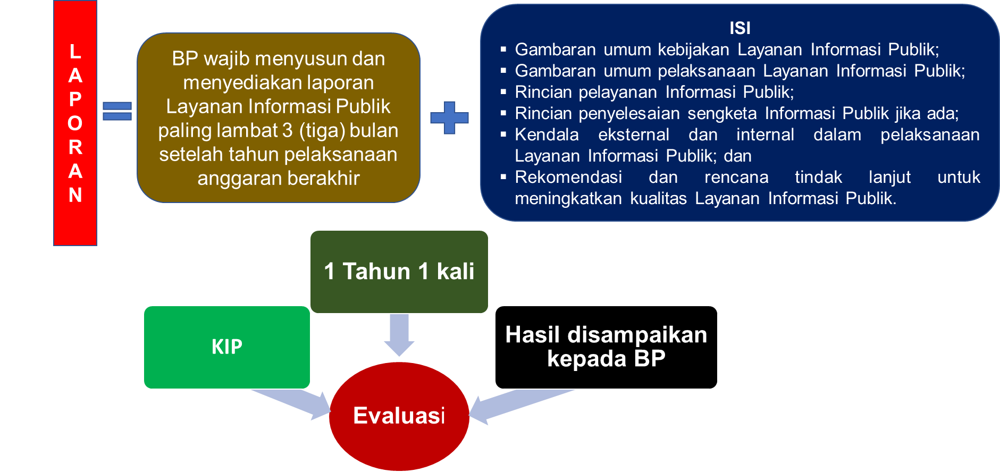 L
A
P
O
R
A
N
BP wajib menyusun dan
menyediakan laporan
Layanan Informasi Publik
paling lambat 3 (tiga) bulan
setelah tahun pelaksanaan
anggaran berakhir
ISI
▪ Gambaran umum kebijakan Layanan Informasi Publik;
▪ Gambaran umum pelaksanaan Layanan Informasi Publik;
▪ Rincian pelayanan Informasi Publik;
▪ Rincian penyelesaian sengketa Informasi Publik jika ada;
▪ Kendala eksternal dan internal dalam pelaksanaan
Layanan Informasi Publik; dan
▪ Rekomendasi dan rencana tindak lanjut untuk
meningkatkan kualitas Layanan Informasi Publik.
1 Tahun 1 kali
KIP
Hasil disampaikan
kepada BP
Evaluasi